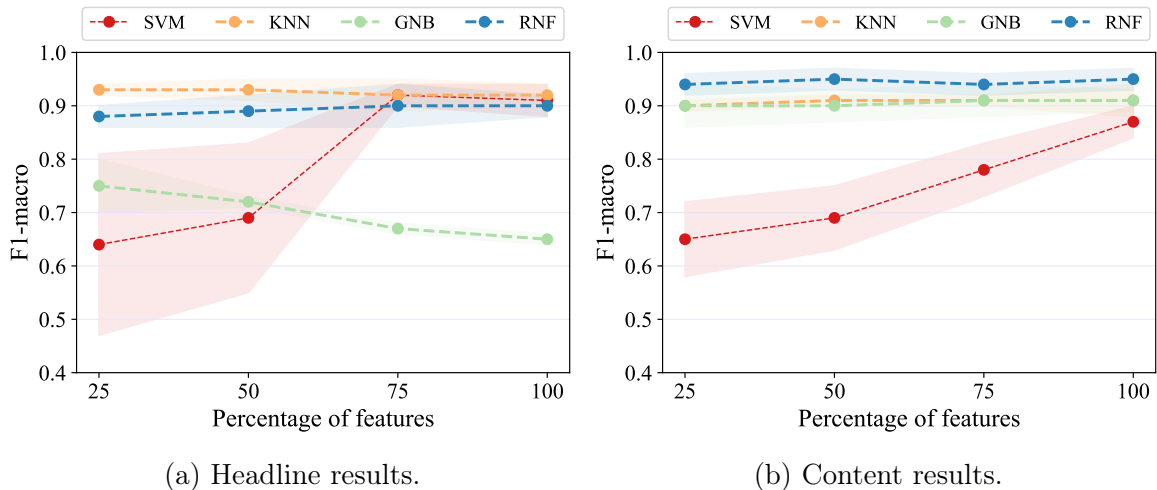 SVM KNN GNB RNF
1.0
0.9
0.8
0.7
0.6
0.5
0.4
F1-macro
25 50 75 100
Percentage of features
(a) Headline results.
SVM KNN GNB RNF
1.0
0.9
0.8
0.7
0.6
0.5
0.4
F1-macro
25 50 75 100
Percentage of features
(b) Content results.